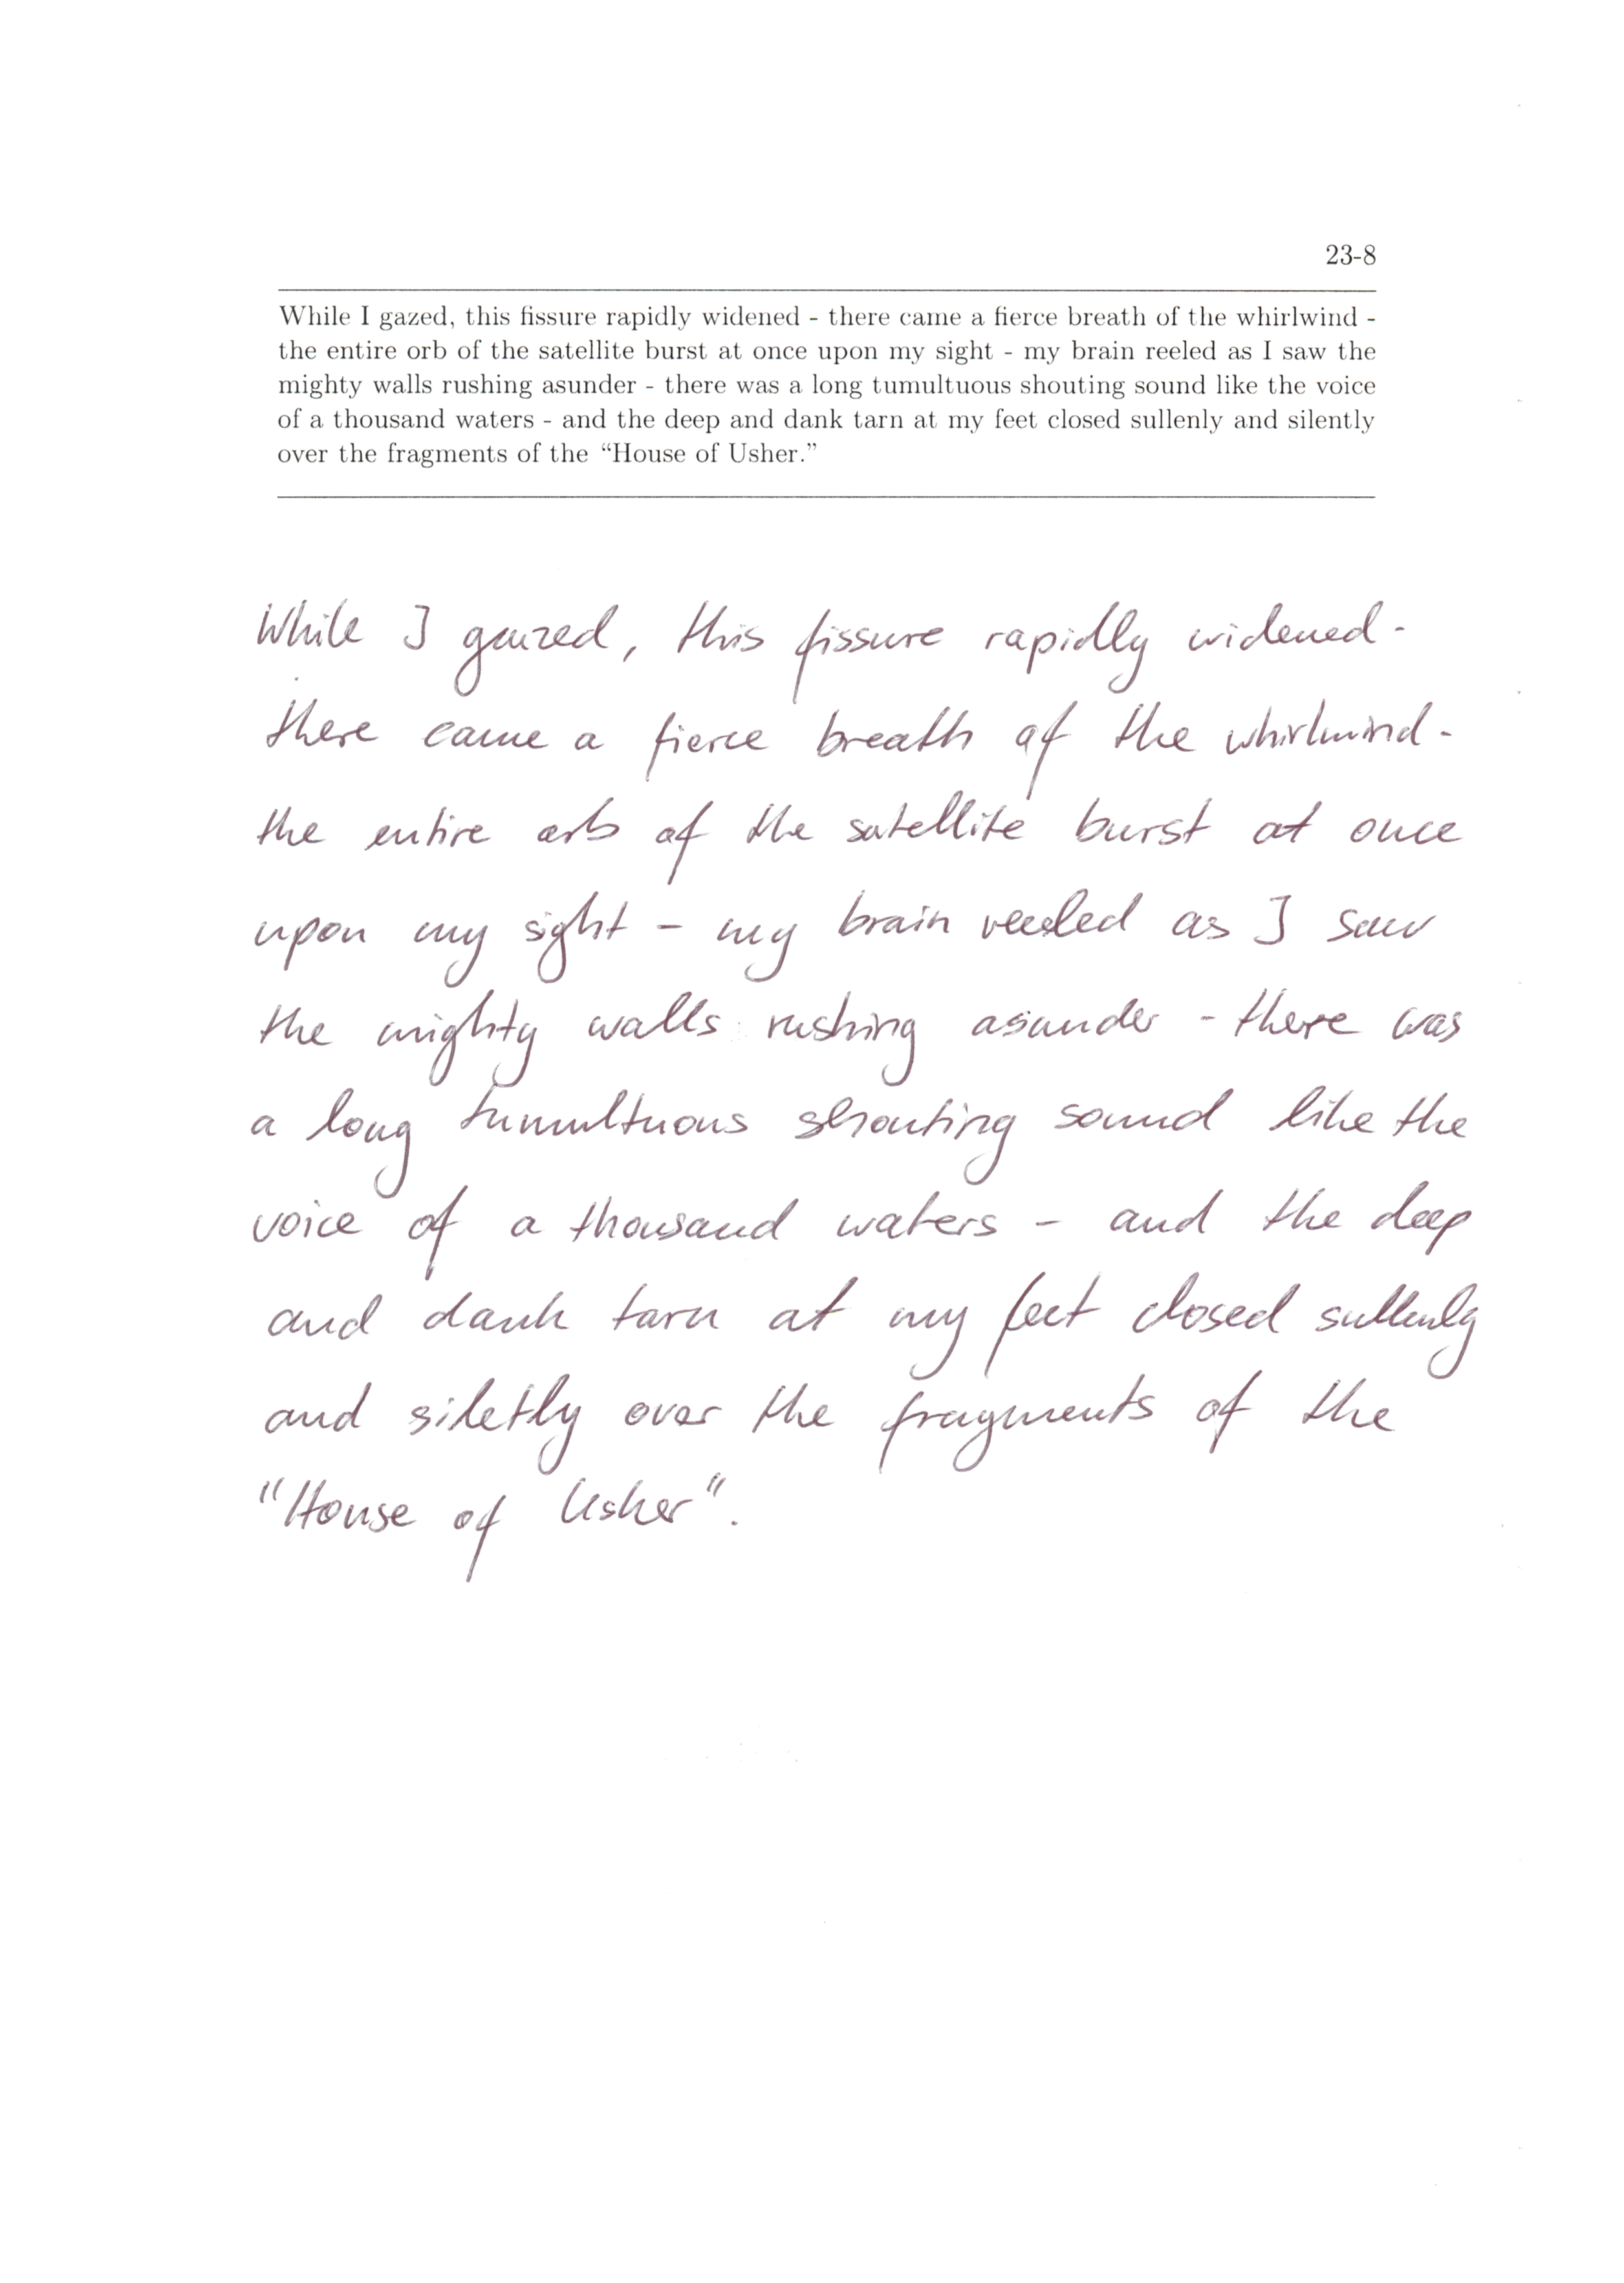 23-8
While I gazed, this fissure rapidly widened - there came a fierce breath of the whirlwind -
the entire orb of the satellite burst at once upon my sight - my brain reeled as I saw the
mighty walls rushing asunder - there was a long tumultuous shouting sound like the voice
of a thousand waters - and the deep and dank tarn at my feet closed sullenly and silently
over the fragments of the “House of Usher.”
While I gazed, this fissure rapidly widened -
there came a fierce breath of the whirlwind -
the entire orb of the satellite burst at once
upon my sight - my brain reeled as I saw
the mighty walls rushing asunder - there was
a long tumultuous shouting sound like the
voice of a thousand waters - and the deep
and dank tarn at my feet closed sullenly
and siletly over the fragments of the
"House of Usher".